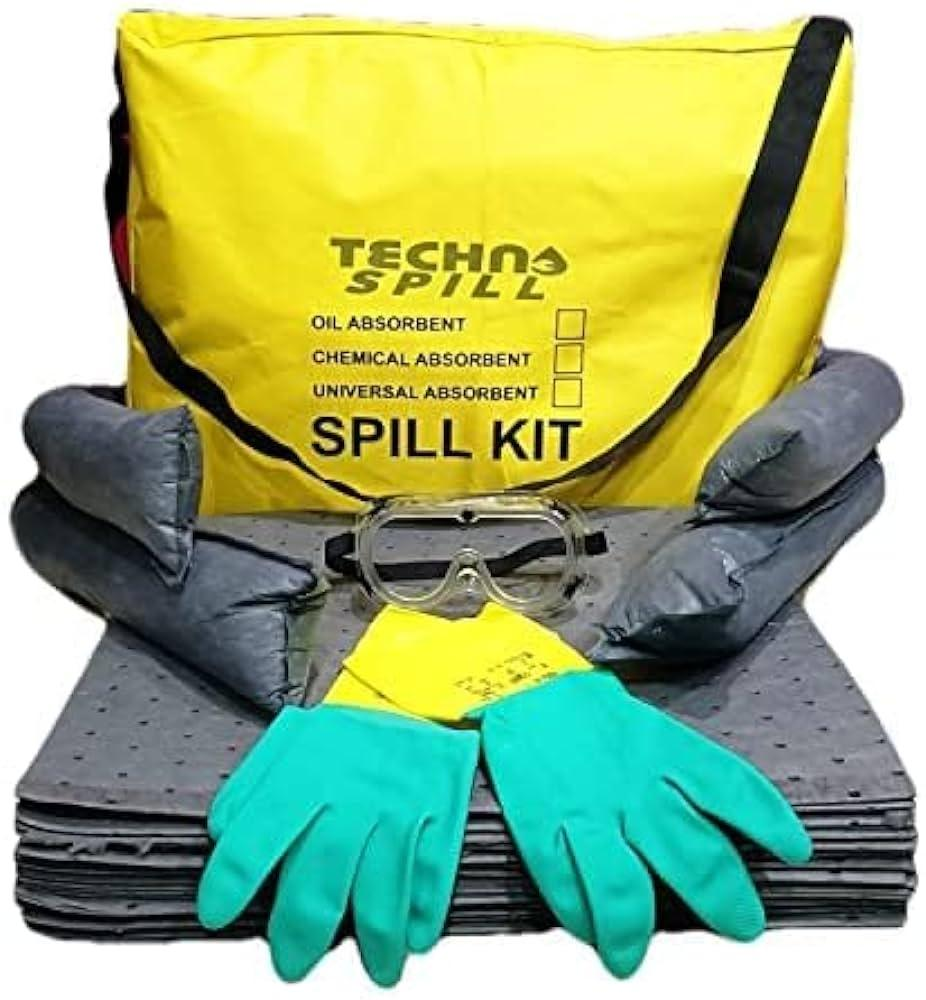 TECHNO
SPILL
OIL ABSORBENT
CHEMICAL ABSORBENT
UNIVERSAL ABSORBENT
SPILL KIT